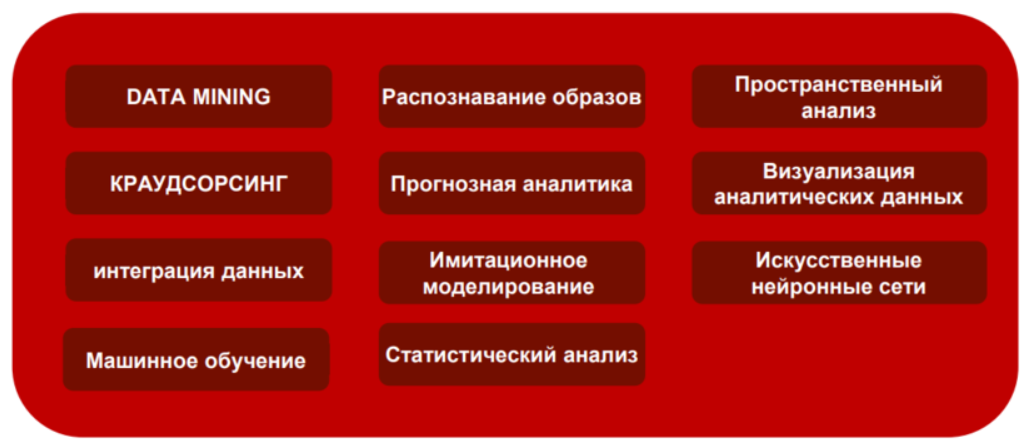 DATA MINING
КРАУДСОРСИНГ
интеграция данных
Машинное обучение
Распознавание образов
Прогнозная аналитика
Имитационное
моделирование
Статистический анализ
Пространственный
анализ
Визуализация
аналитических данных
Искусственные
нейронные сети